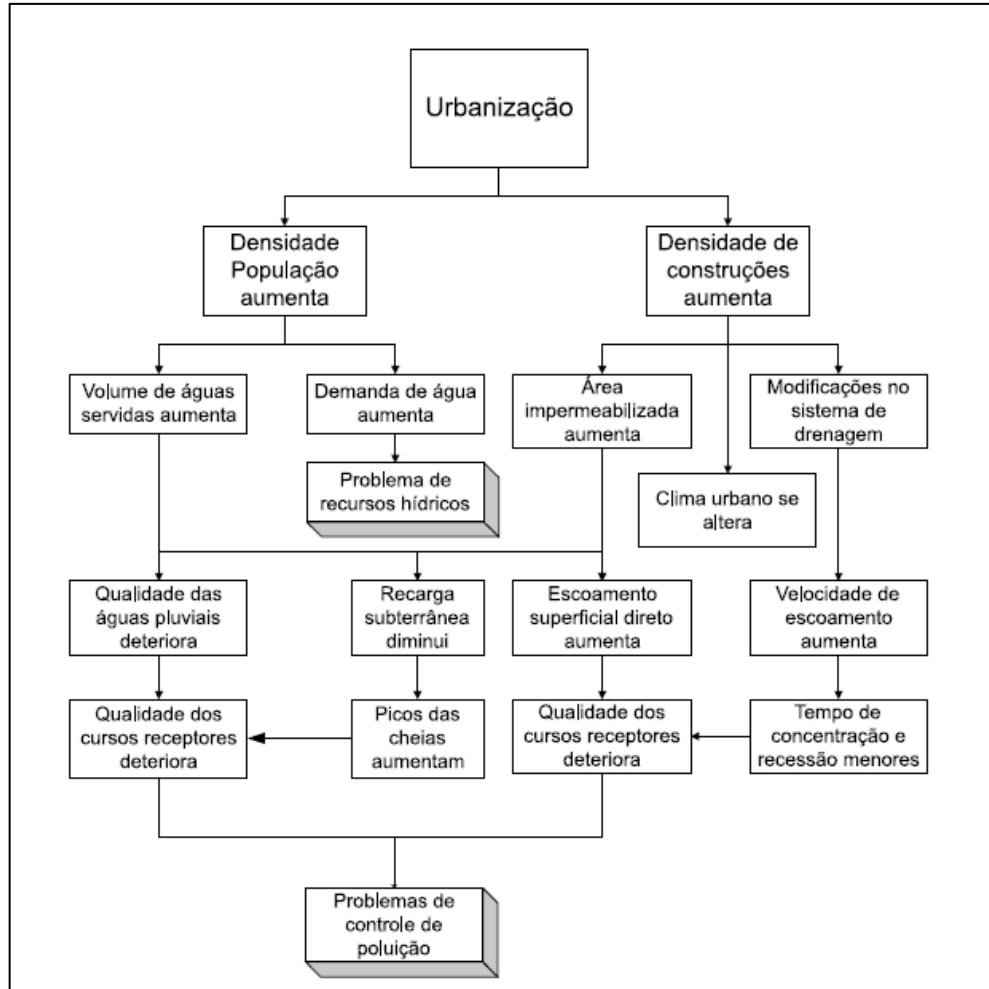 Urbanização
Densidade
População
aumenta
Densidade de
construções
aumenta
Volume de águas
servidas aumenta
Demanda de água
aumenta
Área
impermeabilizada
aumenta
Modificações no
sistema de
drenagem
Problema de
recursos hídricos
Clima urbano se
altera
Qualidade das
águas pluviais
deteriora
Recarga
subterrânea
diminui
Escoamento
superficial direto
aumenta
Velocidade de
escoamento
aumenta
Qualidade dos
cursos receptores
deteriora
Picos das
cheias
aumentam
Qualidade dos
cursos receptores
deteriora
Tempo de
concentração e
recessão menores
Problemas de
controle de
poluição